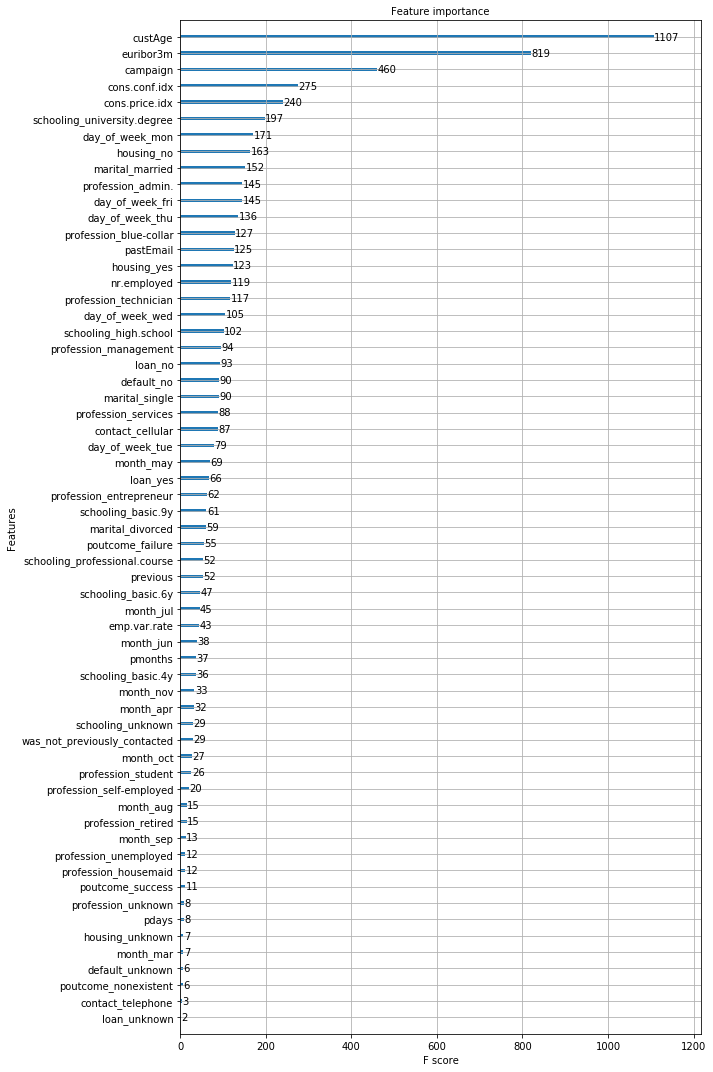 Feature importance
custAge 1107
euribor3m 819
campaign 460
cons.conf.idx 275
cons.price.idx 240
schooling_university.degree 197
day_of_week_mon 171
housing_no 163
marital_married 152
profession_admin. 145
day_of_week_fri 145
day_of_week_thu 136
profession_blue-collar 127
pastEmail 125
housing_yes 123
nr.employed 119
profession_technician 117
day_of_week_wed 105
schooling_high.school 102
profession_management 94
loan_no 93
default_no 90
marital_single 90
profession_services 88
contact_cellular 87
day_of_week_tue 79
month_may 69
loan_yes 66
profession_entrepreneur 62
schooling_basic.9y 61
marital_divorced 59
poutcome_failure 55
schooling_professional.course 52
previous 52
schooling_basic.6y 47
month_jul 45
emp.var.rate 43
month_jun 38
pmonths 37
schooling_basic.4y 36
month_nov 33
month_apr 32
schooling_unknown 29
was_not_previously_contacted 29
month_oct 27
profession_student 26
profession_self-employed 20
month_aug 15
profession_retired 15
month_sep 13
profession_unemployed 12
profession_housemaid 12
poutcome_success 11
profession_unknown 8
pdays 8
housing_unknown 7
month_mar 7
default_unknown 6
poutcome_nonexistent 6
contact_telephone 3
loan_unknown 2
Features
0 200 400 600 800 1000 1200
F score